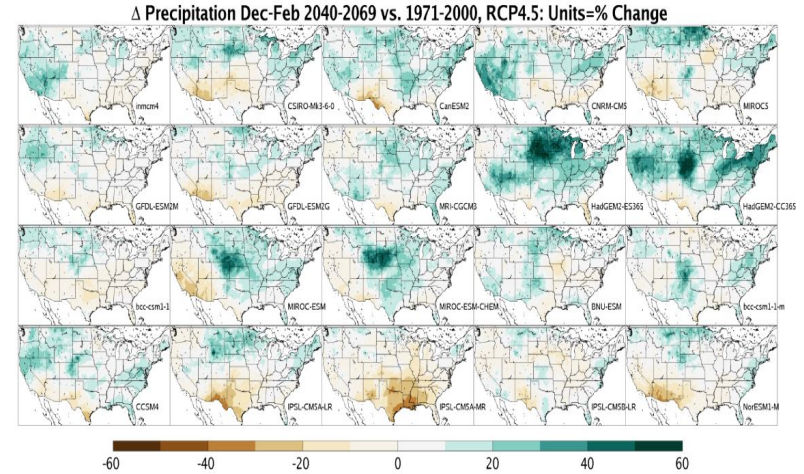 Δ Precipitation Dec-Feb 2040-2069 vs. 1971-2000, RCP4.5: Units=% Change
inmcm4 CSIRO-Mk3-6-0 CanESM2 CNRM-CM5 MIROC5
GFDL-ESM2M GFDL-ESM2G MRI-CGCM3 HadGEM2-ES365 HadGEM2-CC365
bcc-csm1-1 MIROC-ESM MIROC-ESM-CHEM BNU-ESM bcc-csm1-1-m
CCSM4 IPSL-CM5A-LR IPSL-CM5A-MR IPSL-CM5B-LR NorESM1-M
-60 -40 -20 0 20 40 60